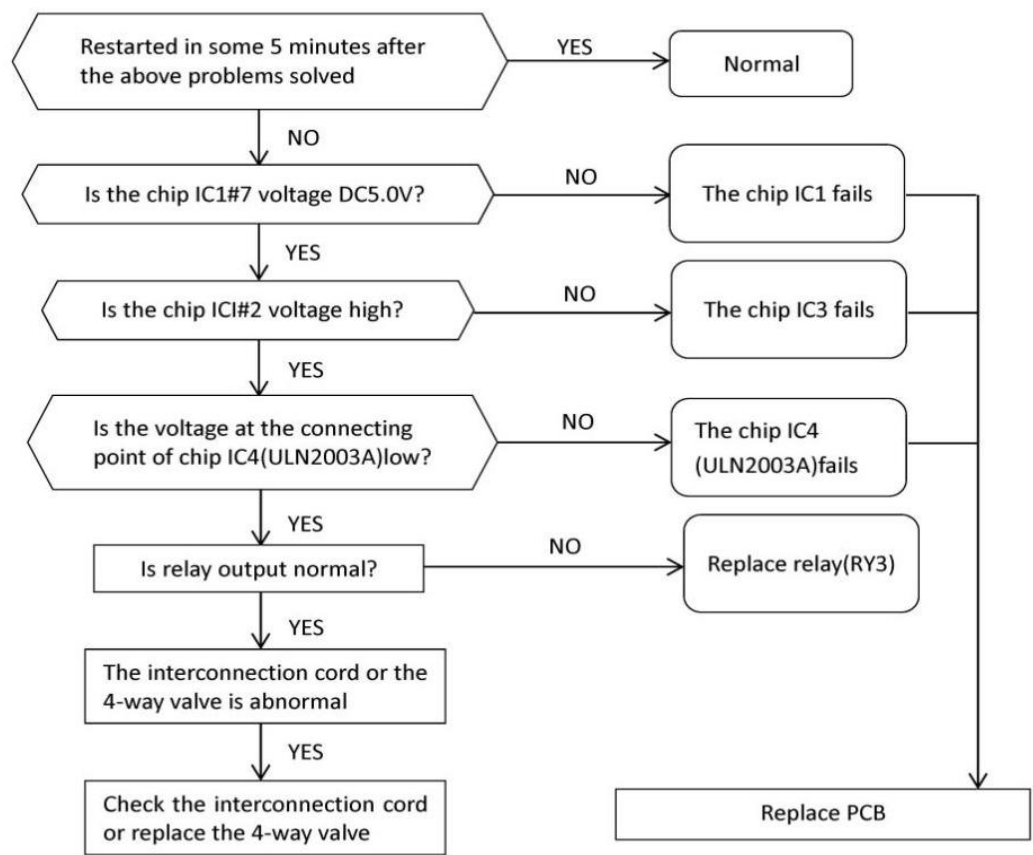 Restarted in some 5 minutes after
the above problems solved
YES
Normal
NO
Is the chip IC1#7 voltage DC5.0V?
NO
The chip IC1 fails
YES
Is the chip ICI#2 voltage high?
NO
The chip IC3 fails
YES
Is the voltage at the connecting
point of chip IC4(ULN2003A)low?
NO
The chip IC4
(ULN2003A)fails
YES
Is relay output normal?
NO
Replace relay(RY3)
YES
The interconnection cord or the
4-way valve is abnormal
YES
Check the interconnection cord
or replace the 4-way valve
Replace PCB